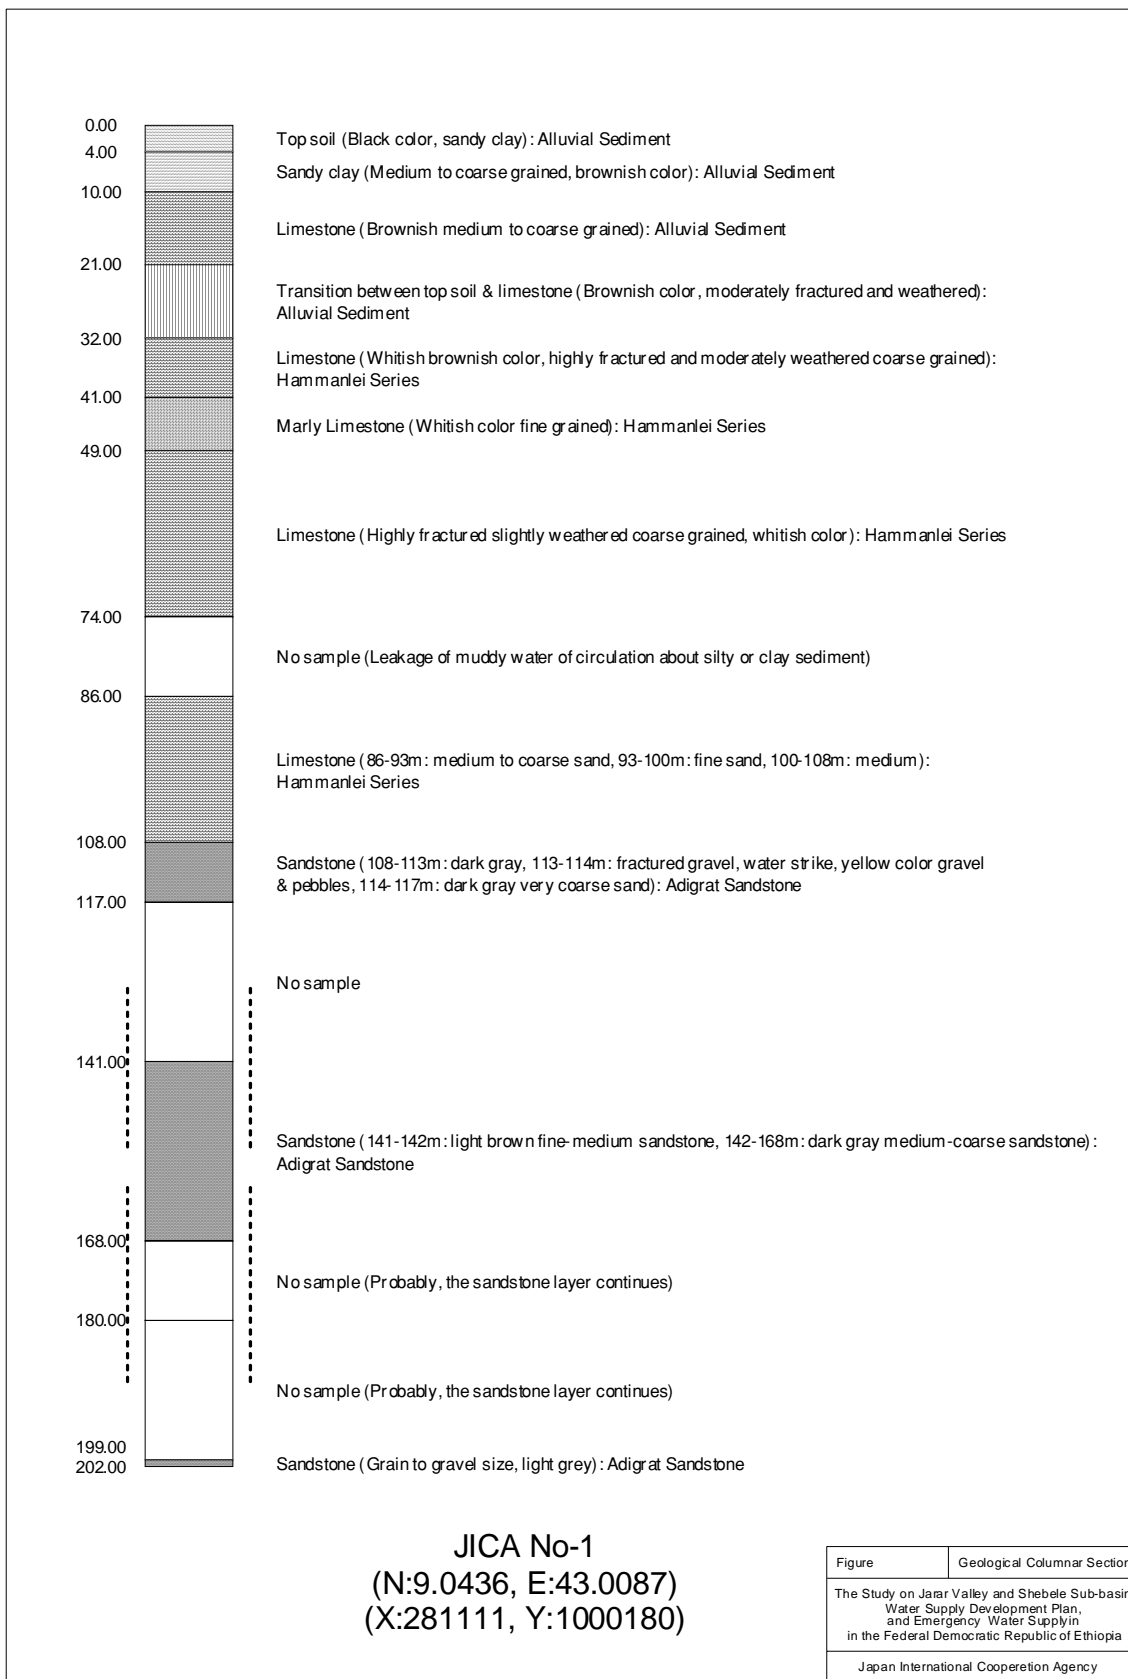 0.00
Top soil (Black color, sandy clay): Alluvial Sediment
4.00
Sandy clay (Medium to coarse grained, brownish color): Alluvial Sediment
10.00
Limestone (Brownish medium to coarse grained): Alluvial Sediment
21.00
Transition between top soil & limestone (Brownish color, moderately fractured and weathered):
Alluvial Sediment
32.00
Limestone (Whitish brownish color, highly fractured and moderately weathered coarse grained):
Hammanlei Series
41.00
Marly Limestone (Whitish color fine grained): Hammanlei Series
49.00
Limestone (Highly fractured slightly weathered coarse grained, whitish color): Hammanlei Series
74.00
No sample (Leakage of muddy water of circulation about silty or clay sediment)
86.00
Limestone (86-93m: medium to coarse sand, 93-100m: fine sand, 100-108m: medium):
Hammanlei Series
108.00
Sandstone (108-113m: dark gray, 113-114m: fractured gravel, water strike, yellow color gravel
& pebbles, 114-117m: dark gray very coarse sand): Adigrat Sandstone
117.00
No sample
141.00
Sandstone (141-142m: light brown fine-medium sandstone, 142-168m: dark gray medium-coarse sandstone):
Adigrat Sandstone
168.00
No sample (Probably, the sandstone layer continues)
180.00
No sample (Probably, the sandstone layer continues)
199.00
202.00
Sandstone (Grain to gravel size, light grey): Adigrat Sandstone
JICA No-1
(N:9.0436, E:43.0087)
(X:281111, Y:1000180)
Figure
Geological Columnar Section
The Study on Jarar Valley and Shebele Sub-basin
Water Supply Development Plan,
and Emergency Water Supplyin
in the Federal Democratic Republic of Ethiopia
Japan International Cooperetion Agency